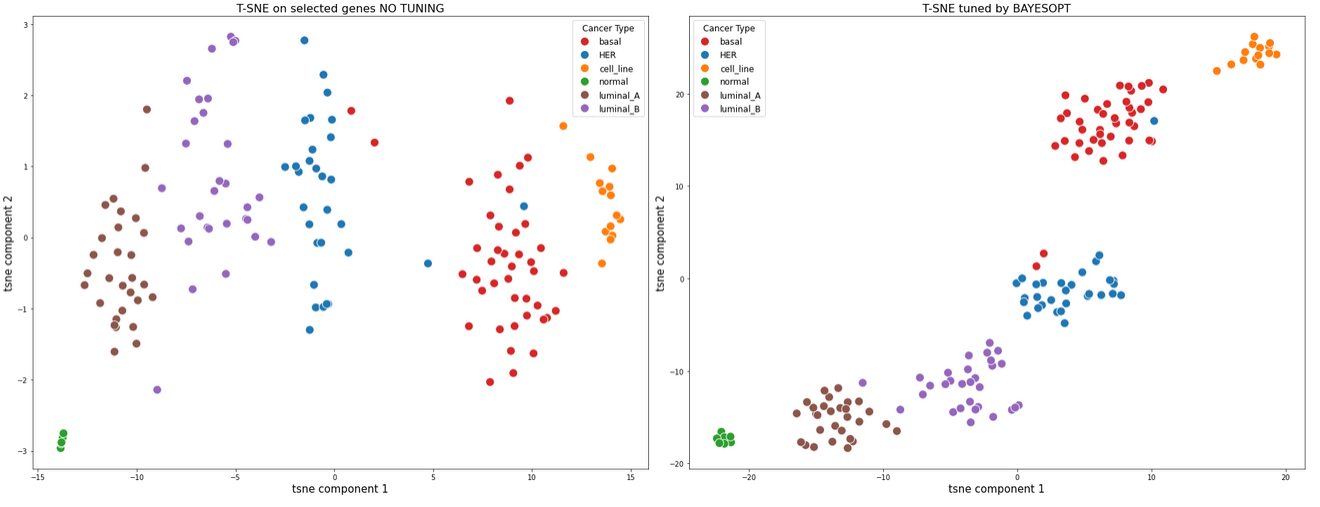 T-SNE on selected genes NO TUNING
Cancer Type
basal
HER
cell_line
normal
luminal_A
luminal_B
3
2
1
0
−1
−2
−3
tsne component 2
−15
−10
−5
0
5
10
15
tsne component 1
T-SNE tuned by BAYESOPT
Cancer Type
basal
HER
cell_line
normal
luminal_A
luminal_B
20
10
0
−10
−20
tsne component 2
−20
−10
0
10
20
tsne component 1